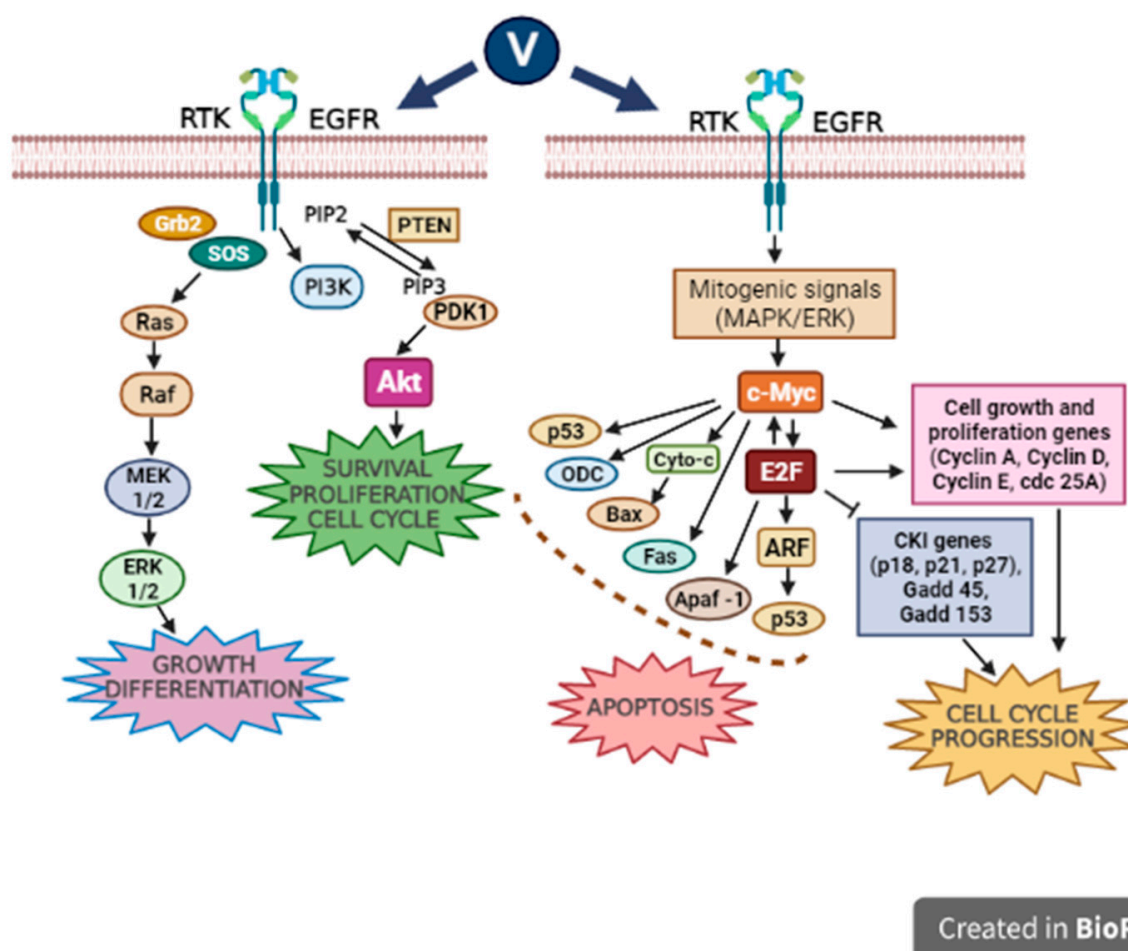 V
RTK
EGFR
Grb2
SOS
Ras
Raf
MEK
1/2
ERK
1/2
GROWTH
DIFFERENTIATION
PIP2
PTEN
PI3K
PIP3
PDK1
Akt
SURVIVAL
PROLIFERATION
CELL CYCLE
RTK
EGFR
Mitogenic signals
(MAPK/ERK)
c-Myc
p53
ODC
Cyto-c
Bax
Fas
E2F
Apaf -1
ARF
p53
APOPTOSIS
Cell growth and
proliferation genes
(Cyclin A, Cyclin D,
Cyclin E, cdc 25A)
CKI genes
(p18, p21, p27),
Gadd 45,
Gadd 153
CELL CYCLE
PROGRESSION
Created in